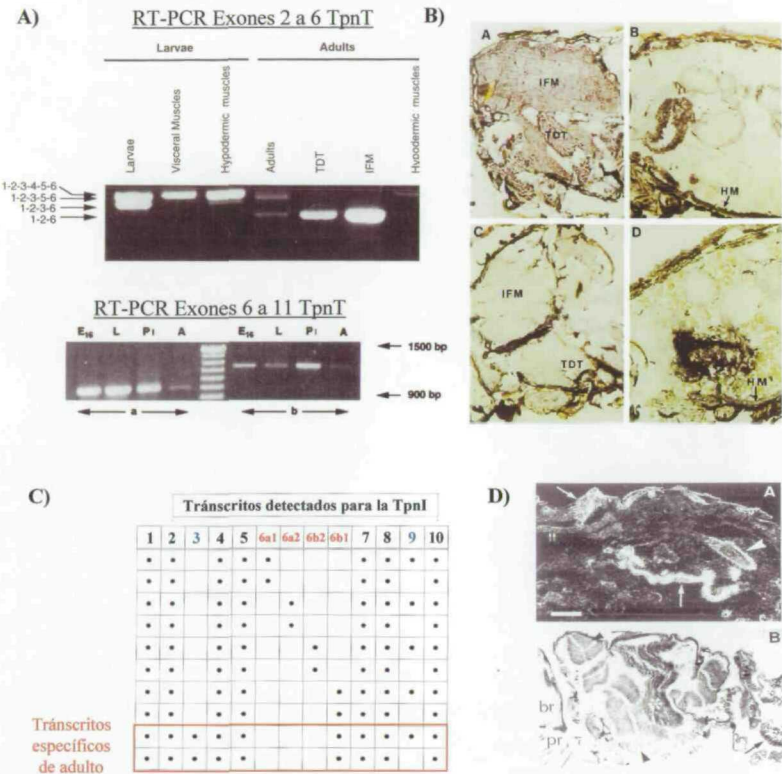 A)
RT-PCR Exones 2 a 6 TpnT
Larvae
Adults
Larvae
Visceral Muscles
Hypodermic muscles
Adults
TDT
IFM
Hypodermic muscles
1-2-3-4-5-6
1-2-3-5-6
1-2-3-6
1-2-6
RT-PCR Exones 6 a 11 TpnT
E16 L P1 A E16 L P1 A
1500 bp
900 bp
a
b
B)
A
IFM
TDT
B
HM
C
IFM
TDT
D
HM
C)
Tránscritos detectados para la TpnI
1 2 3 4 5 6a1 6a2 6b2 6b1 7 8 9 10
Tránscritos
específicos
de adulto
D)
A
B
br
pr